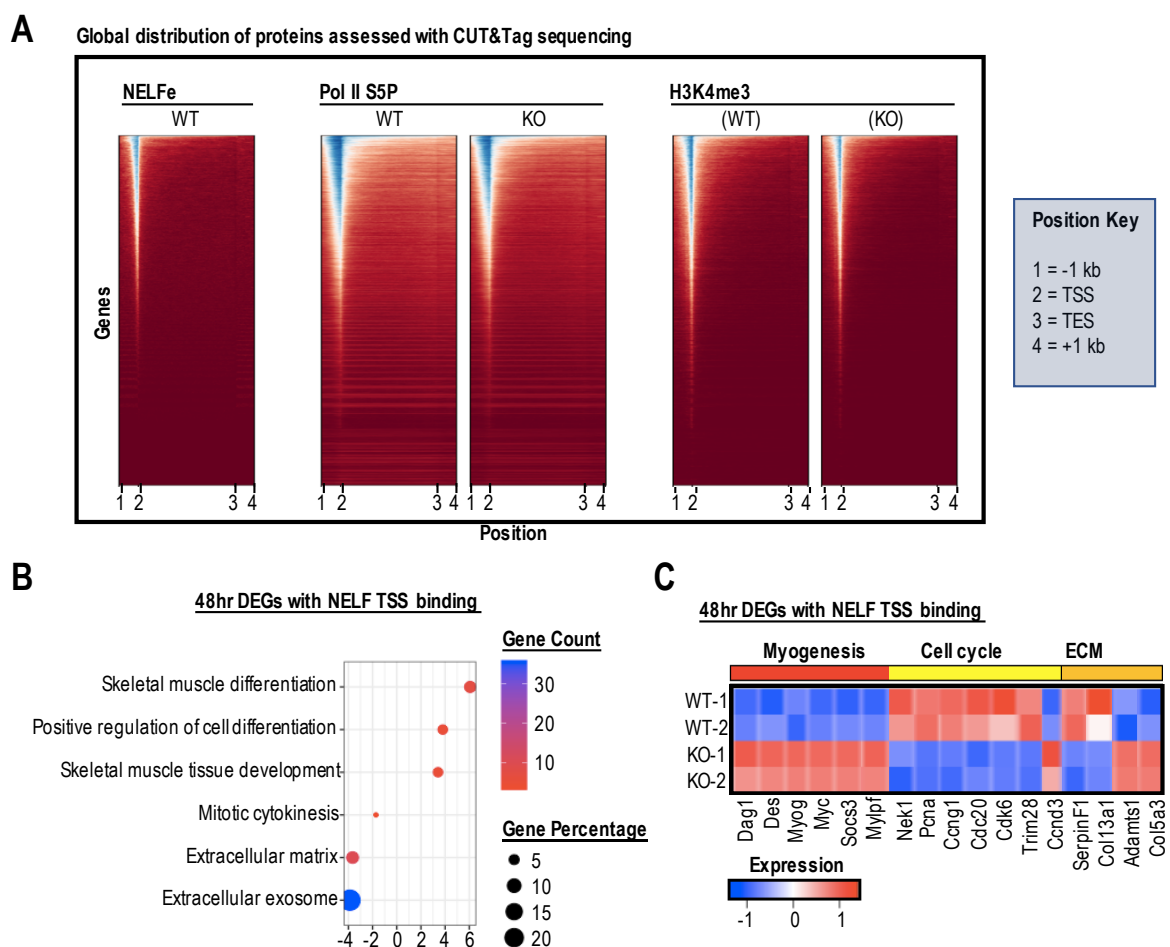 A
Global distribution of proteins assessed with CUT&Tag sequencing
NELFe
Pol II S5P
H3K4me3
WT
WT
KO
(WT)
(KO)
Genes
1 2 3 4
1 2 3 4
1 2 3 4
1 2 3 4
1 2 3 4
Position
Position Key
1 = -1 kb
2 = TSS
3 = TES
4 = +1 kb
B
48hr DEGs with NELF TSS binding
Skeletal muscle differentiation
Positive regulation of cell differentiation
Skeletal muscle tissue development
Mitotic cytokinesis
Extracellular matrix
Extracellular exosome
-4 -2 0 2 4 6
Gene Count
30
20
10
Gene Percentage
5
10
15
20
C
48hr DEGs with NELF TSS binding
Myogenesis Cell cycle ECM
WT-1
WT-2
KO-1
KO-2
Dag1
Des
Myog
Myc
Socs3
Mylpf
Nek1
Pcna
Ccng1
Cdc20
Cdk6
Trim28
Ccnd3
SerpinF1
Col13a1
Adamts1
Col5a3
Expression
-1 0 1